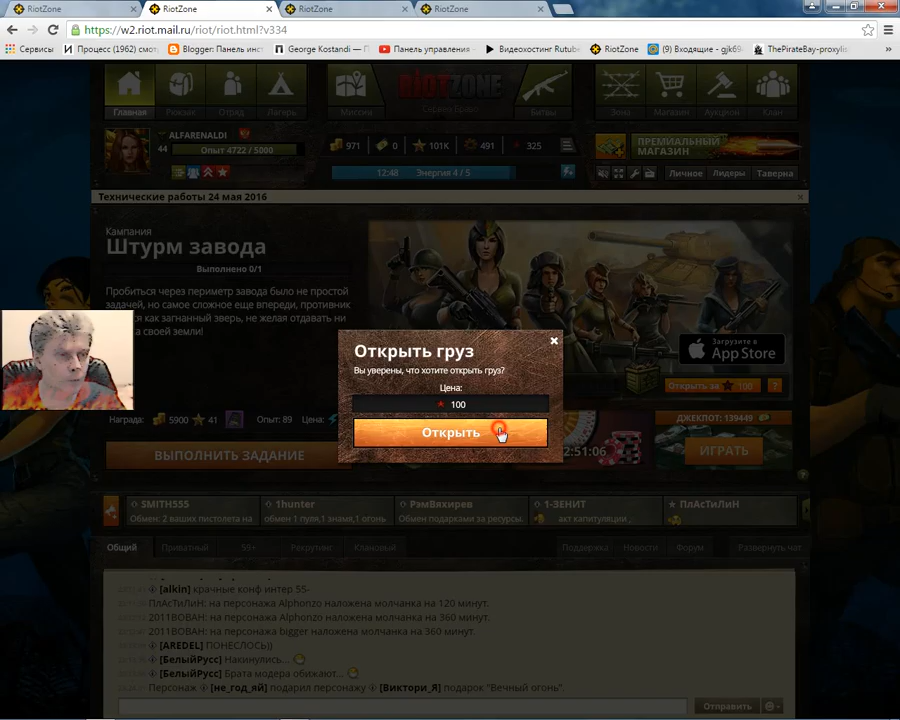 RiotZone
RiotZone
RiotZone
RiotZone
https://w2.riot.mail.ru/riot/riot.html?v334
Сервисы
Процесс (1962) смот
Blogger: Панель инст
George Kostandi — П
Панель управления -
Видеохостинг Rutube
RiotZone
(9) Входящие - gjk69
ThePirateBay-proxylis
»
RIOTZONE
Главная
Рюкзак
Отряд
Лагерь
Миссии
Битвы
Зона
Магазин
Аукцион
Клан
ALFARENALDI
44
Опыт 4722 / 5000
971
0
101K
491
325
ПРЕМИАЛЬНЫЙ
МАГАЗИН
12:48
Энергия 4 / 5
Личное
Лидеры
Таверна
Технические работы 24 мая 2016
Кампания
Штурм завода
Выполнено 0/1
Пробиться через периметр завода было не простой
задачей, но самое сложное еще впереди, противник
как загнанный зверь, не желая отдавать ни
своей земли!
Загрузите в
App Store
Открыть груз
Вы уверены, что хотите открыть груз?
Цена:
100
Открыть
Открыть за
100
?
Награда:
5900
41
Опыт: 89
Цена:
ВЫПОЛНИТЬ ЗАДАНИЕ
2:51:06
ДЖЕКПОТ: 139449
ИГРАТЬ
SMITH555
Обмен: 2 ваших пистолета на
1hunter
обмен 1 пуля,1 знамя,1 огонь
РэмВяхирев
Обмен подарками за ресурсы.
1-ЗЕНИТ
акт капитуляции ,
ПлАсТиЛиН
Общий
Приватный
59+
Рекрутинг
Клановый
Поддержка
Новости
Форум
Развернуть чат
[alkin] крачные конф интер 55-
ПлАсТиЛиН: на персонажа Alphonzo наложена молчанка на 120 минут.
2011ВОВАН: на персонажа Alphonzo наложена молчанка на 360 минут.
2011ВОВАН: на персонажа bigger наложена молчанка на 360 минут.
[AREDEL] ПОНЕСЛОСЬ))
[БелыйРусс] Накинулись...
[БелыйРусс] Брата модера обижают...
Персонаж [не_год_яй] подарил персонажу [Виктори_Я] подарок "Вечный огонь".
Отправить